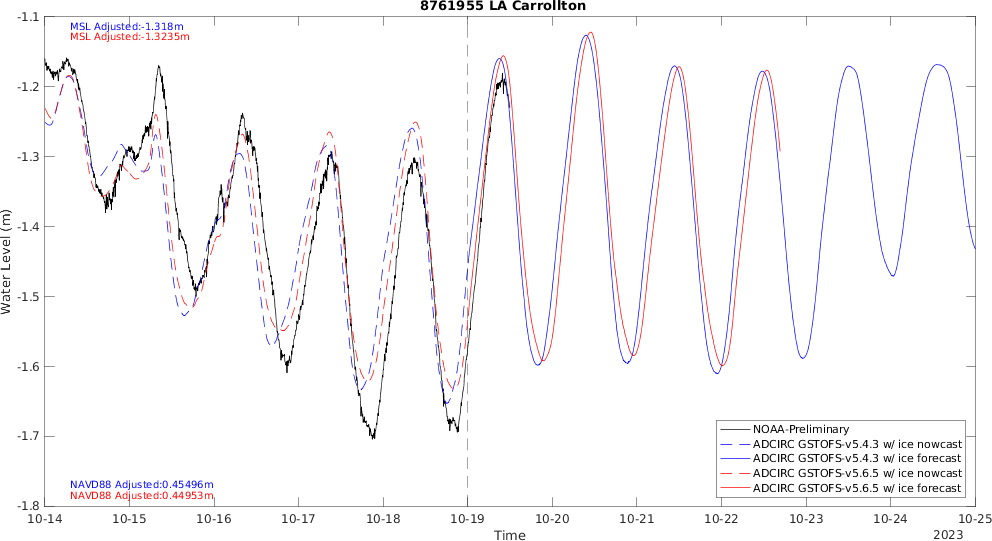 8761955 LA Carrollton
MSL Adjusted:-1.318m
MSL Adjusted:-1.3235m
-1.1
-1.2
-1.3
-1.4
-1.5
-1.6
-1.7
-1.8
Water Level (m)
NOAA-Preliminary
ADCIRC GSTOFS-v5.4.3 w/ ice nowcast
ADCIRC GSTOFS-v5.4.3 w/ ice forecast
ADCIRC GSTOFS-v5.6.5 w/ ice nowcast
ADCIRC GSTOFS-v5.6.5 w/ ice forecast
NAVD88 Adjusted:0.45496m
NAVD88 Adjusted:0.44953m
10-14 10-15 10-16 10-17 10-18 10-19 10-20 10-21 10-22 10-23 10-24 10-25
Time
2023